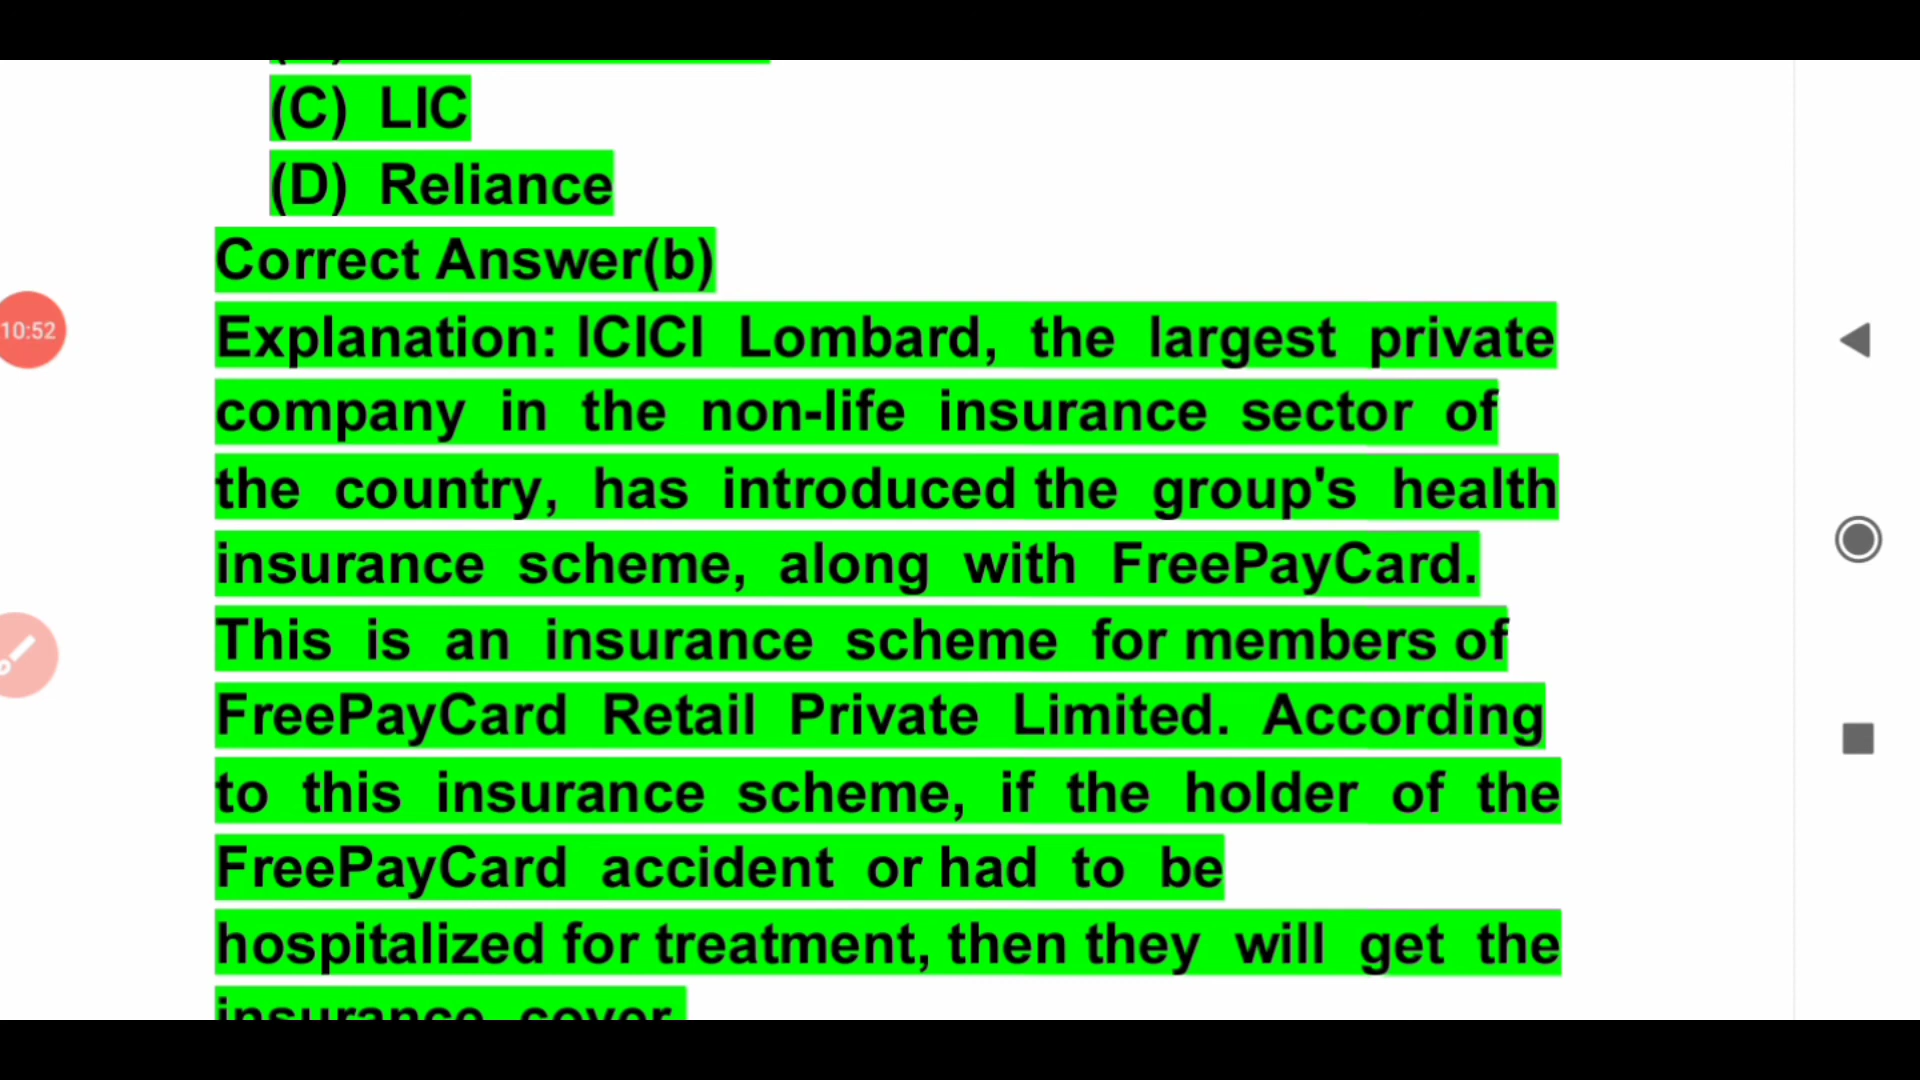 (C) LIC
(D) Reliance
Correct Answer(b)
Explanation: ICICI Lombard, the largest private
company in the non-life insurance sector of
the country, has introduced the group's health
insurance scheme, along with FreePayCard.
This is an insurance scheme for members of
FreePayCard Retail Private Limited. According
to this insurance scheme, if the holder of the
FreePayCard accident or had to be
hospitalized for treatment, then they will get the
insurance cover.
10:52